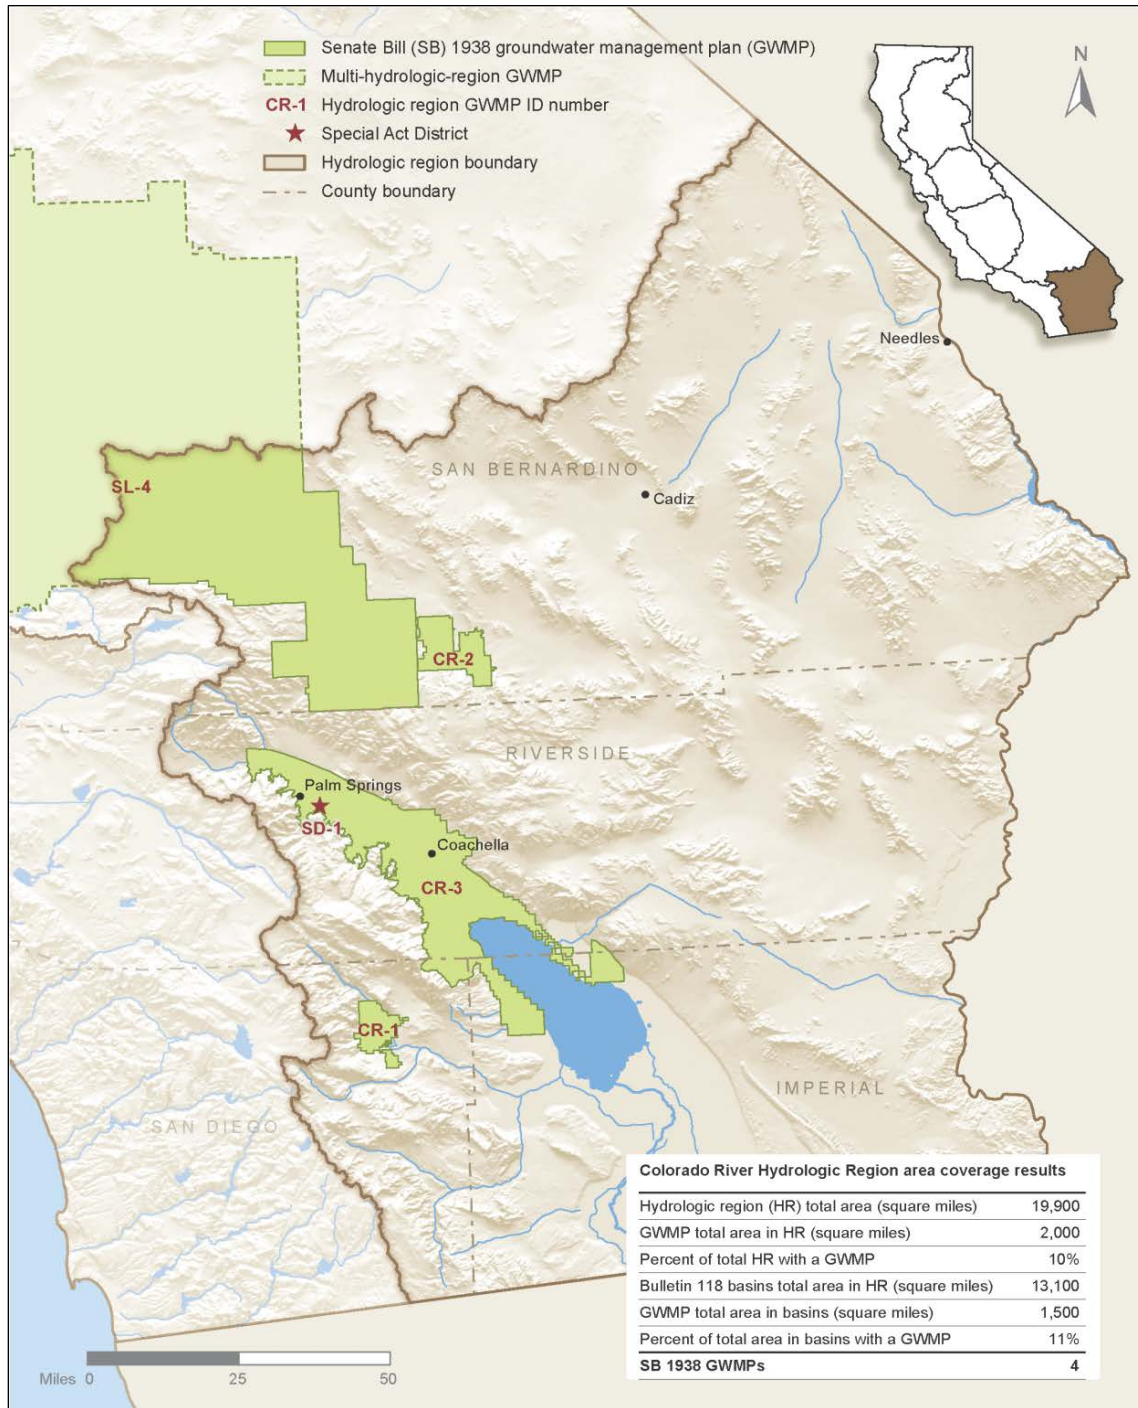 Senate Bill (SB) 1938 groundwater management plan (GWMP)
Multi-hydrologic-region GWMP
CR-1 Hydrologic region GWMP ID number
Special Act District
Hydrologic region boundary
County boundary
N
Needles
SAN BERNARDINO
SL-4
Cadiz
CR-2
RIVERSIDE
Palm Springs
SD-1
Coachella
CR-3
CR-1
IMPERIAL
SAN DIEGO
Colorado River Hydrologic Region area coverage results
Hydrologic region (HR) total area (square miles) 19,900
GWMP total area in HR (square miles) 2,000
Percent of total HR with a GWMP 10%
Bulletin 118 basins total area in HR (square miles) 13,100
GWMP total area in basins (square miles) 1,500
Percent of total area in basins with a GWMP 11%
SB 1938 GWMPs 4
Miles 0 25 50